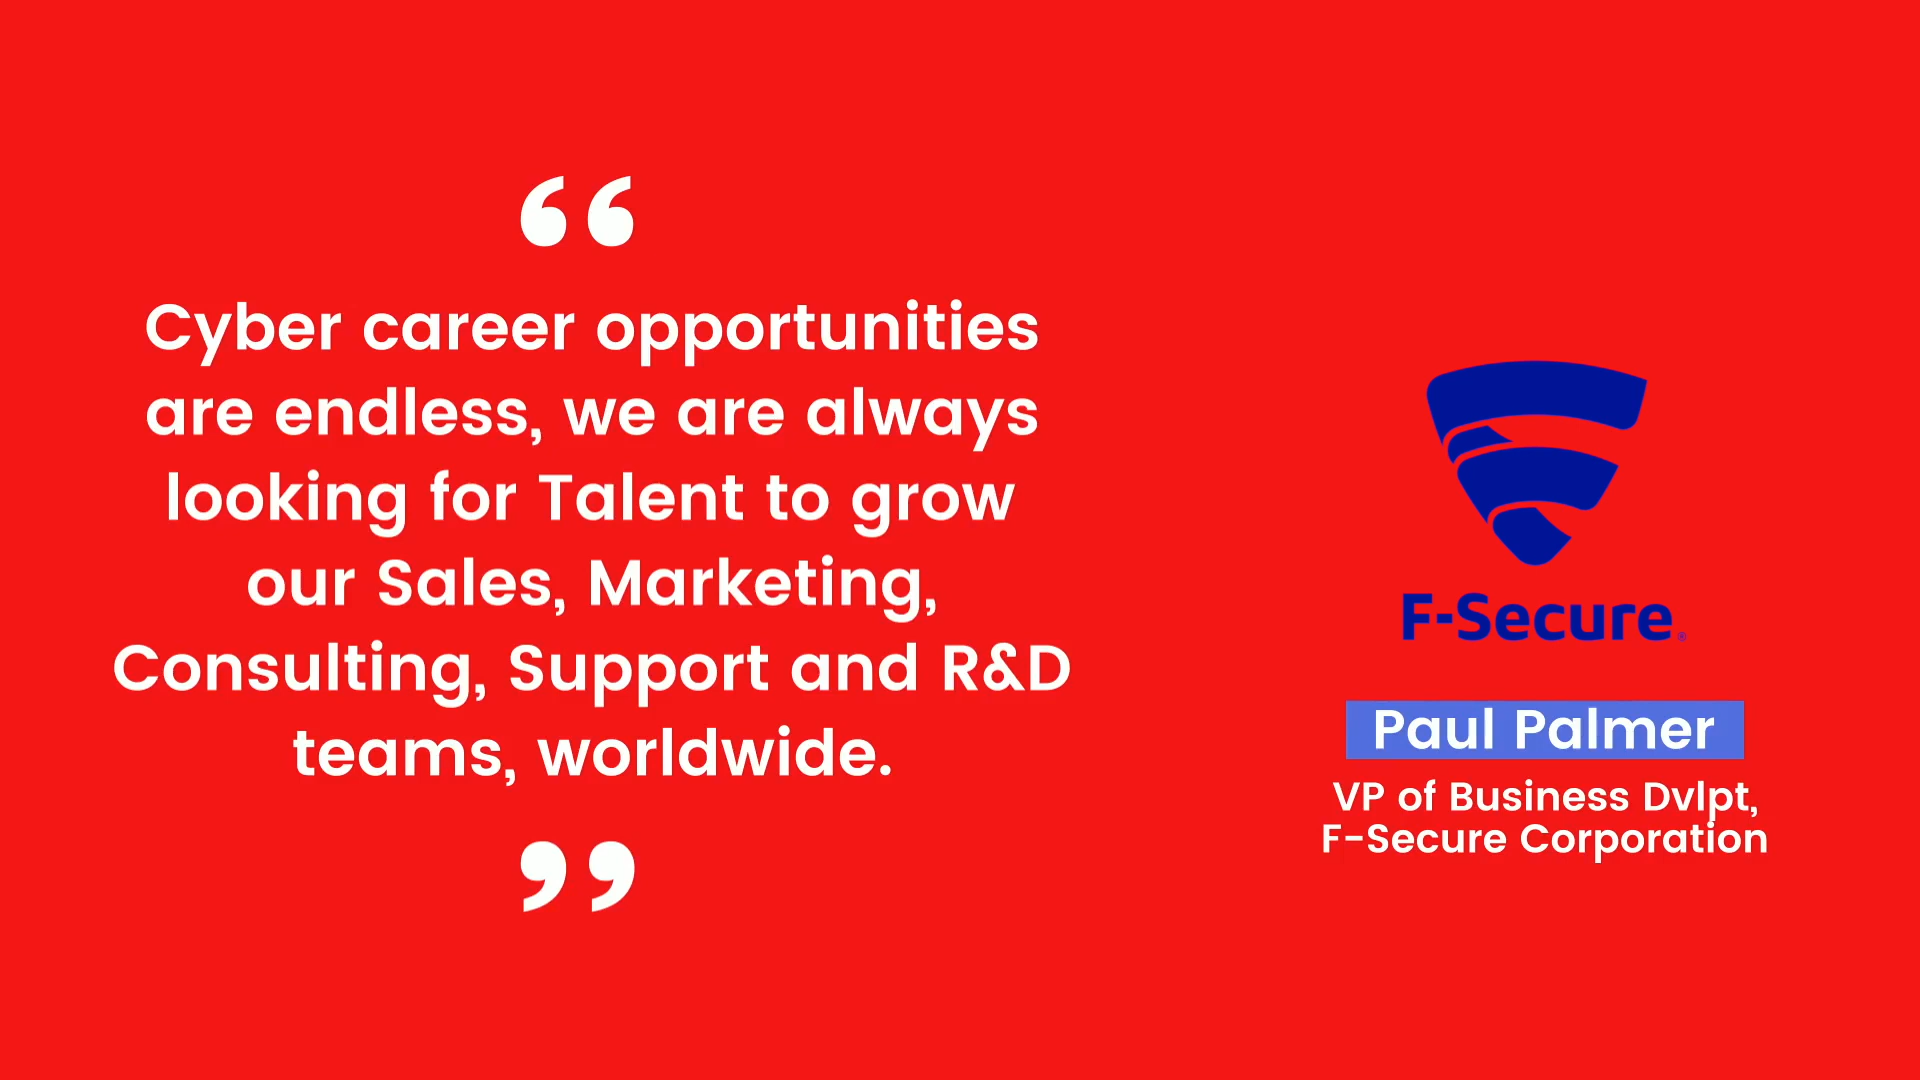 “
Cyber career opportunities
are endless, we are always
looking for Talent to grow
our Sales, Marketing,
Consulting, Support and R&D
teams, worldwide.
”
F-Secure®
Paul Palmer
VP of Business Dvlpt,
F-Secure Corporation